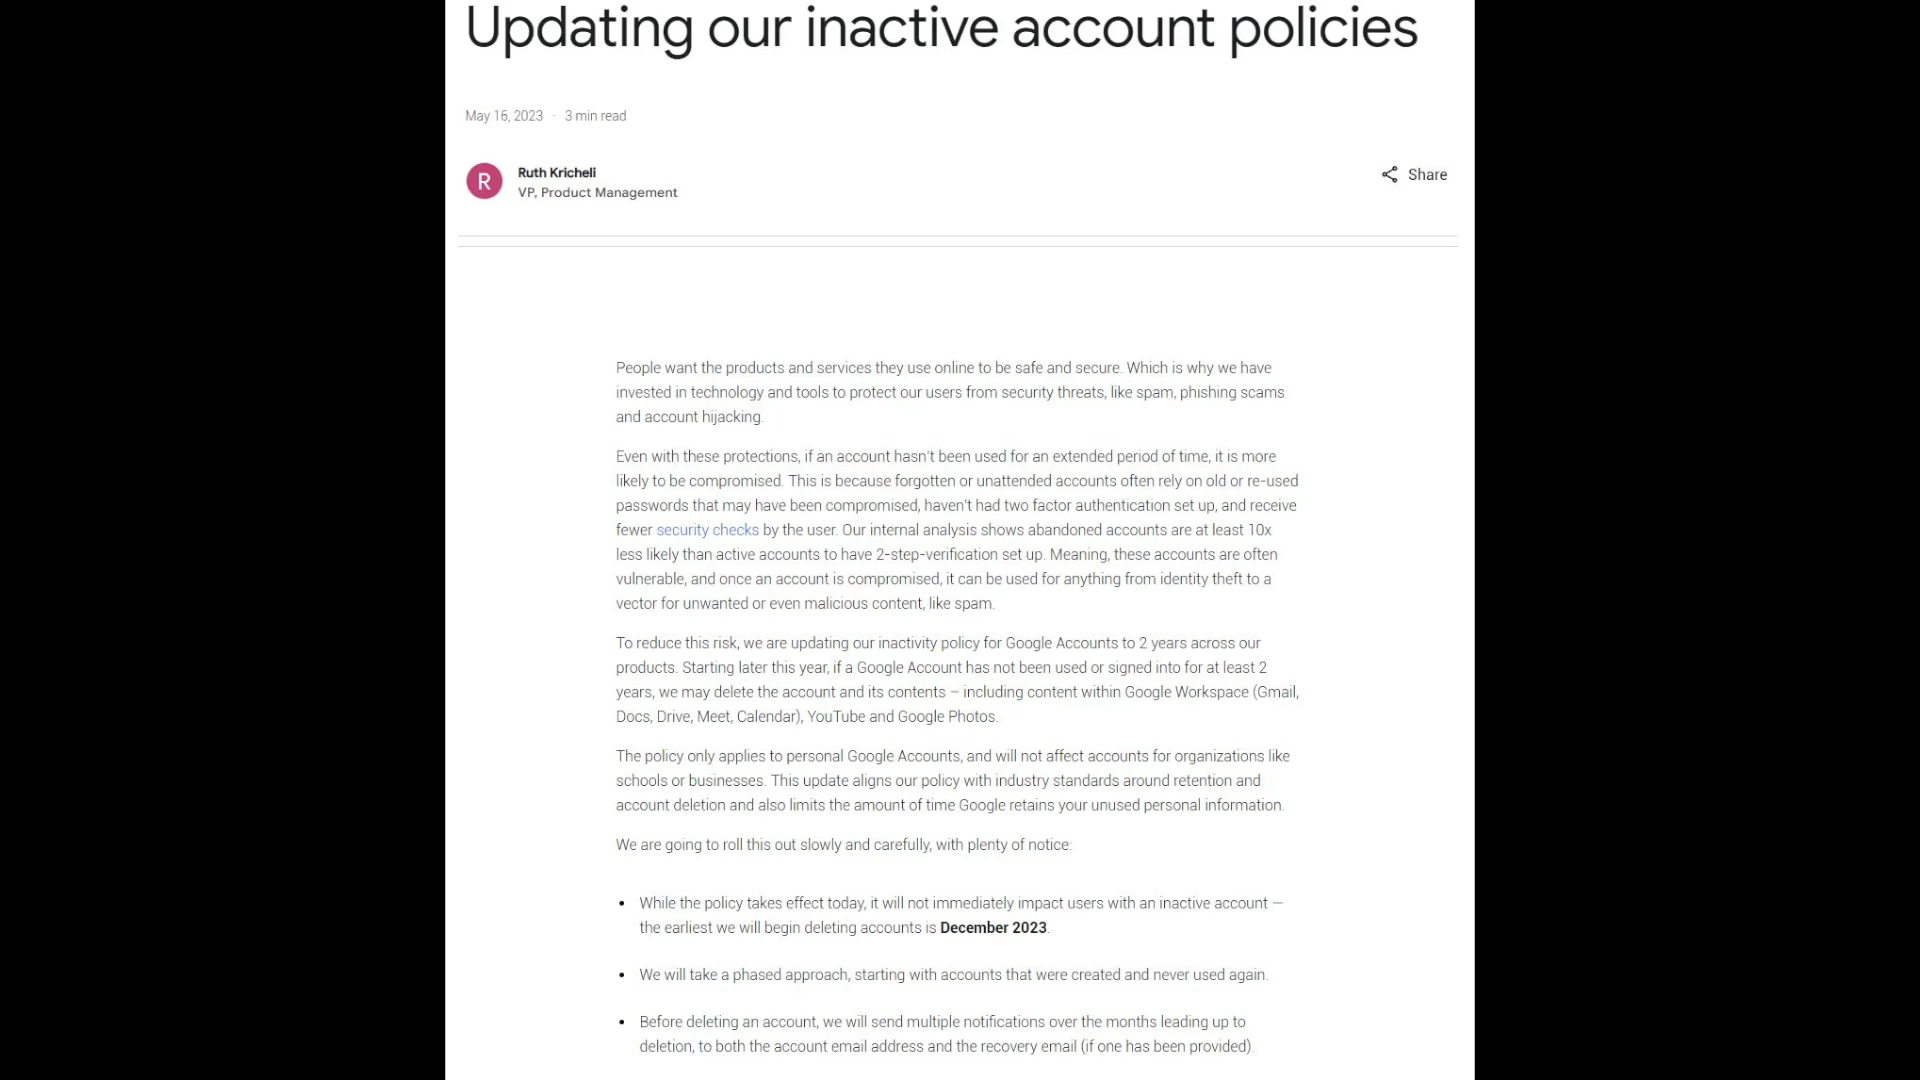 Updating our inactive account policies
May 16, 2023 · 3 min read
R
Ruth Kricheli
VP, Product Management
Share
People want the products and services they use online to be safe and secure. Which is why we have
invested in technology and tools to protect our users from security threats, like spam, phishing scams
and account hijacking.
Even with these protections, if an account hasn't been used for an extended period of time, it is more
likely to be compromised. This is because forgotten or unattended accounts often rely on old or re-used
passwords that may have been compromised, haven't had two factor authentication set up, and receive
fewer security checks by the user. Our internal analysis shows abandoned accounts are at least 10x
less likely than active accounts to have 2-step-verification set up. Meaning, these accounts are often
vulnerable, and once an account is compromised, it can be used for anything from identity theft to a
vector for unwanted or even malicious content, like spam.
To reduce this risk, we are updating our inactivity policy for Google Accounts to 2 years across our
products. Starting later this year, if a Google Account has not been used or signed into for at least 2
years, we may delete the account and its contents – including content within Google Workspace (Gmail,
Docs, Drive, Meet, Calendar), YouTube and Google Photos.
The policy only applies to personal Google Accounts, and will not affect accounts for organizations like
schools or businesses. This update aligns our policy with industry standards around retention and
account deletion and also limits the amount of time Google retains your unused personal information.
We are going to roll this out slowly and carefully, with plenty of notice:
• While the policy takes effect today, it will not immediately impact users with an inactive account —
the earliest we will begin deleting accounts is December 2023.
• We will take a phased approach, starting with accounts that were created and never used again.
• Before deleting an account, we will send multiple notifications over the months leading up to
deletion, to both the account email address and the recovery email (if one has been provided).